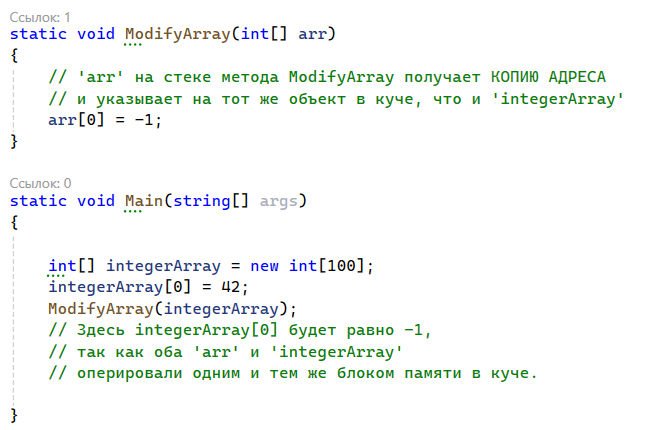 Ссылок: 1
static void ModifyArray(int[] arr)
{
    // 'arr' на стеке метода ModifyArray получает КОПИЮ АДРЕСА
    // и указывает на тот же объект в куче, что и 'integerArray'
    arr[0] = -1;
}
Ссылок: 0
static void Main(string[] args)
{
    int[] integerArray = new int[100];
    integerArray[0] = 42;
    ModifyArray(integerArray);
    // Здесь integerArray[0] будет равно -1,
    // так как оба 'arr' и 'integerArray'
    // оперировали одним и тем же блоком памяти в куче.
}